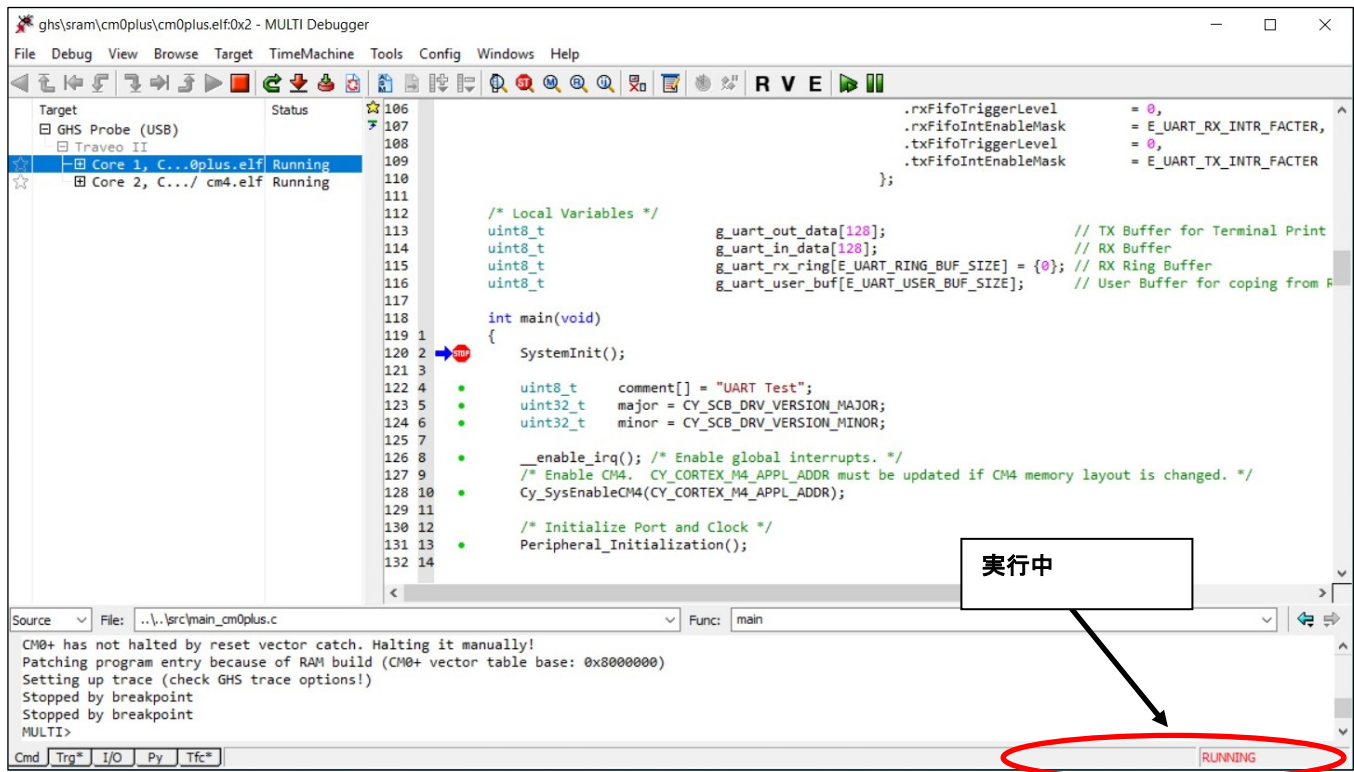 ghs\sram\cm0plus\cm0plus.elf:0x2 - MULTI Debugger
File Debug View Browse Target TimeMachine Tools Config Windows Help
R V E
Target Status
GHS Probe (USB)
Traveo II
Core 1, C...0plus.elf Running
Core 2, C.../ cm4.elf Running
106 .rxFifoTriggerLevel = 0,
107 .rxFifoIntEnableMask = E_UART_RX_INTR_FACTER,
108 .txFifoTriggerLevel = 0,
109 .txFifoIntEnableMask = E_UART_TX_INTR_FACTER
110 };
111
112 /* Local Variables */
113 uint8_t g_uart_out_data[128]; // TX Buffer for Terminal Print
114 uint8_t g_uart_in_data[128]; // RX Buffer
115 uint8_t g_uart_rx_ring[E_UART_RING_BUF_SIZE] = {0}; // RX Ring Buffer
116 uint8_t g_uart_user_buf[E_UART_USER_BUF_SIZE]; // User Buffer for coping from
117
118 int main(void)
119 1 {
120 2 STOP SystemInit();
121 3
122 4 uint8_t comment[] = "UART Test";
123 5 uint32_t major = CY_SCB_DRV_VERSION_MAJOR;
124 6 uint32_t minor = CY_SCB_DRV_VERSION_MINOR;
125 7
126 8 __enable_irq(); /* Enable global interrupts. */
127 9 /* Enable CM4. CY_CORTEX_M4_APPL_ADDR must be updated if CM4 memory layout is changed. */
128 10 Cy_SysEnableCM4(CY_CORTEX_M4_APPL_ADDR);
129 11
130 12 /* Initialize Port and Clock */
131 13 Peripheral_Initialization();
132 14
実行中
Source File: ..\..\src\main_cm0plus.c Func: main
CM0+ has not halted by reset vector catch. Halting it manually!
Patching program entry because of RAM build (CM0+ vector table base: 0x8000000)
Setting up trace (check GHS trace options!)
Stopped by breakpoint
Stopped by breakpoint
MULTI>
Cmd Trg* I/O Py Tfc* RUNNING